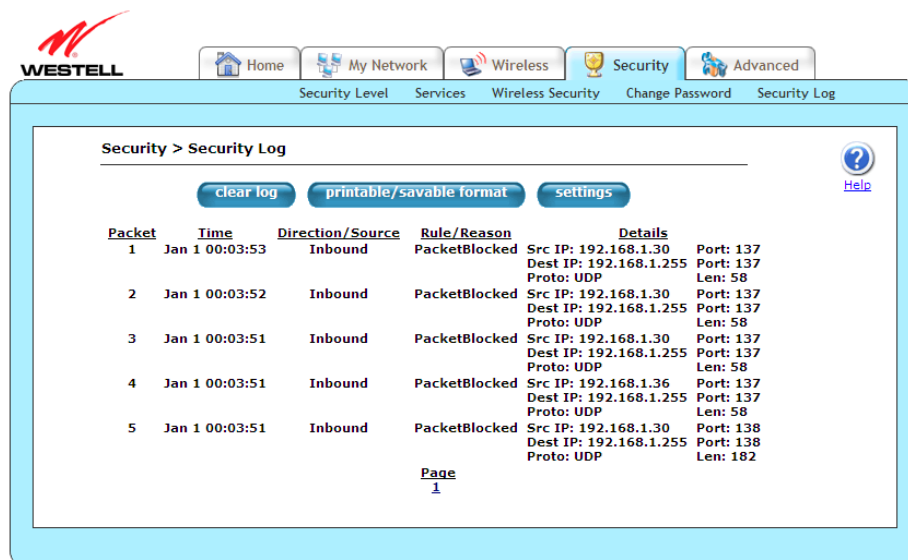 WESTELL
Home My Network Wireless Security Advanced
Security Level Services Wireless Security Change Password Security Log
Security > Security Log
Help
clear log printable/savable format settings
Packet Time Direction/Source Rule/Reason Details
1 Jan 1 00:03:53 Inbound PacketBlocked Src IP: 192.168.1.30 Port: 137
Dest IP: 192.168.1.255 Port: 137
Proto: UDP Len: 58
2 Jan 1 00:03:52 Inbound PacketBlocked Src IP: 192.168.1.30 Port: 137
Dest IP: 192.168.1.255 Port: 137
Proto: UDP Len: 58
3 Jan 1 00:03:51 Inbound PacketBlocked Src IP: 192.168.1.30 Port: 137
Dest IP: 192.168.1.255 Port: 137
Proto: UDP Len: 58
4 Jan 1 00:03:51 Inbound PacketBlocked Src IP: 192.168.1.36 Port: 137
Dest IP: 192.168.1.255 Port: 137
Proto: UDP Len: 58
5 Jan 1 00:03:51 Inbound PacketBlocked Src IP: 192.168.1.30 Port: 138
Dest IP: 192.168.1.255 Port: 138
Proto: UDP Len: 182
Page
1